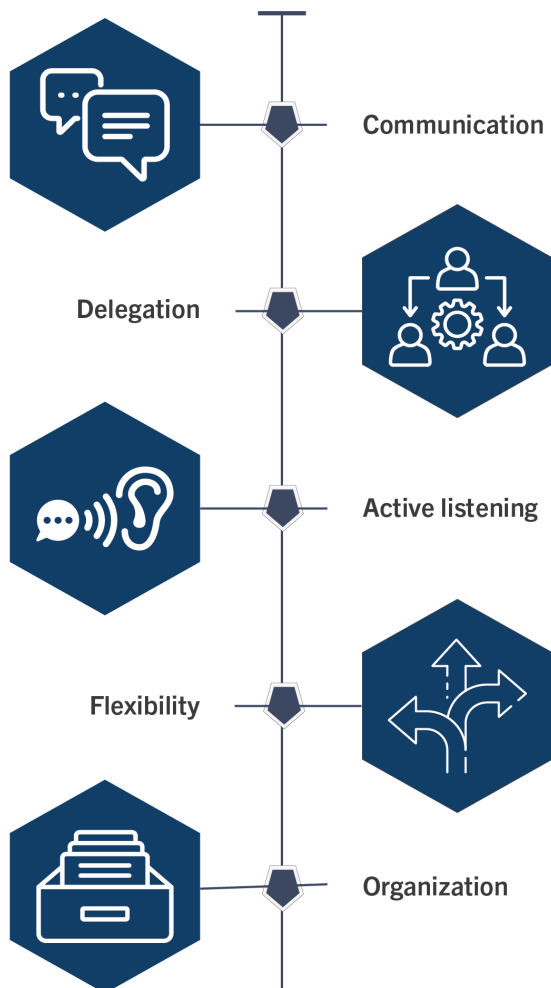 Communication
Delegation
Active listening
Flexibility
Organization